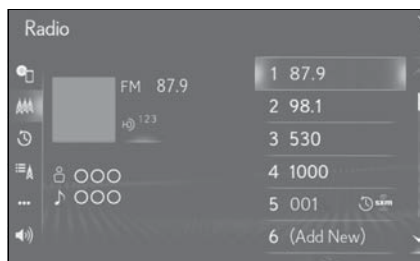 Radio
FM 87.9
123
OOO
OOO
1 87.9
2 98.1
3 530
4 1000
5 001 sxm
6 (Add New)